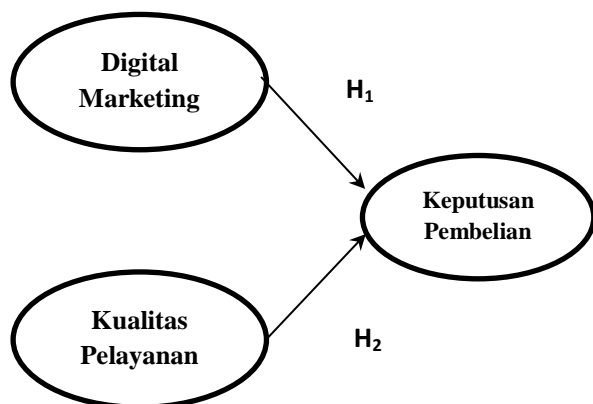 Digital
Marketing
H₁
Keputusan
Pembelian
Kualitas
Pelayanan
H₂